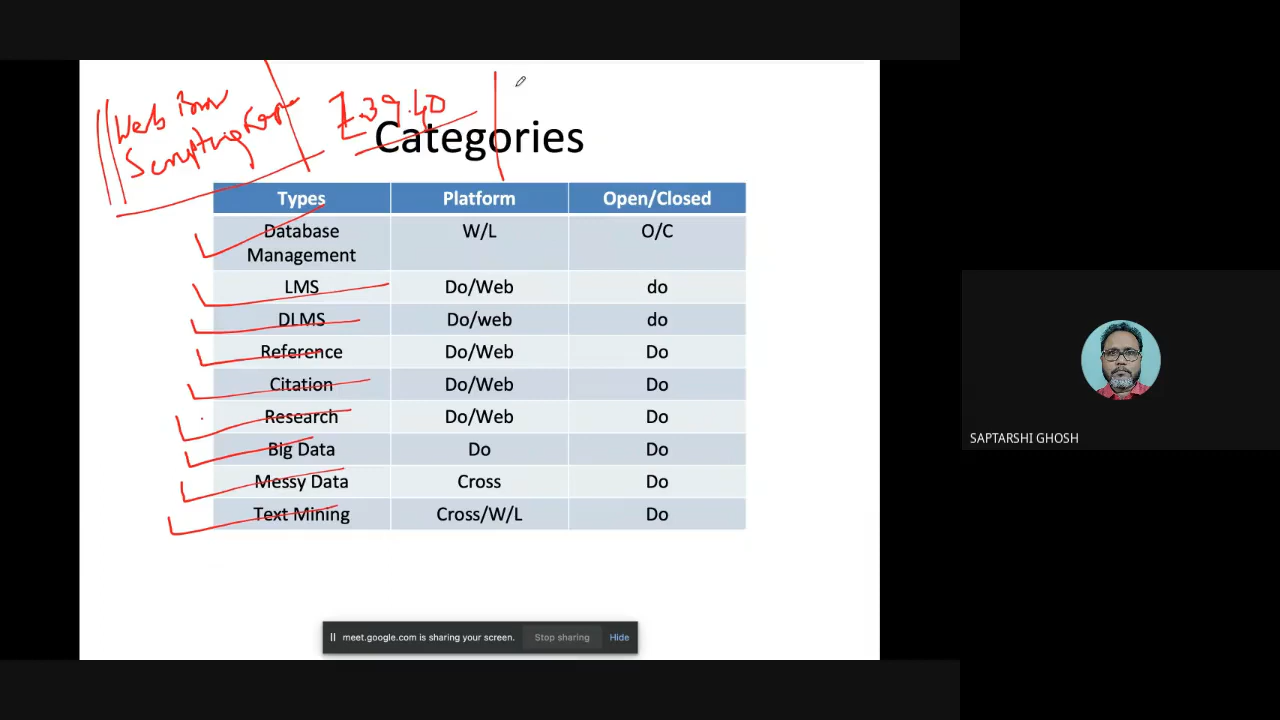 Web
Scripting
Z39.40
Categories
Types Platform Open/Closed
Database Management W/L O/C
LMS Do/Web do
DLMS Do/web do
Reference Do/Web Do
Citation Do/Web Do
Research Do/Web Do
Big Data Do Do
Messy Data Cross Do
Text Mining Cross/W/L Do
meet.google.com is sharing your screen. Stop sharing Hide
SAPTARSHI GHOSH